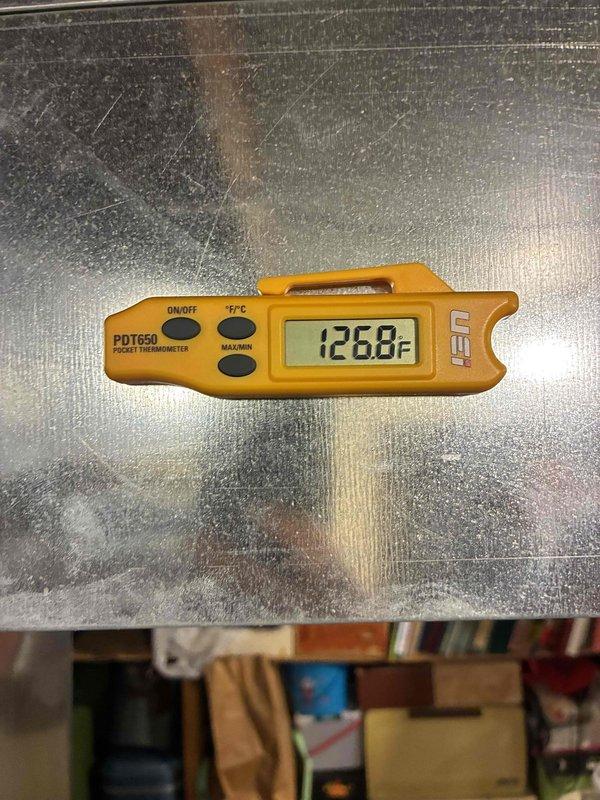 ON/OFF
°F/°C
PDT650
POCKET THERMOMETER
MAX/MIN
126.8°F
UEi